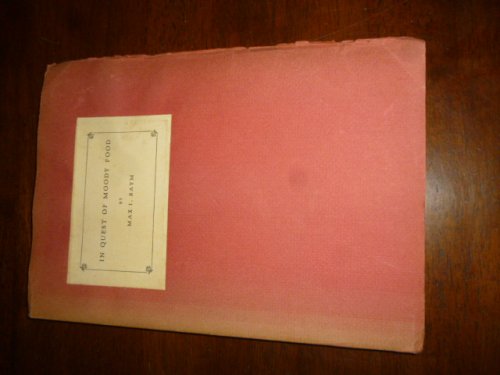 IN QUEST OF MOODY FOOD
BY
MAX I. BAYM